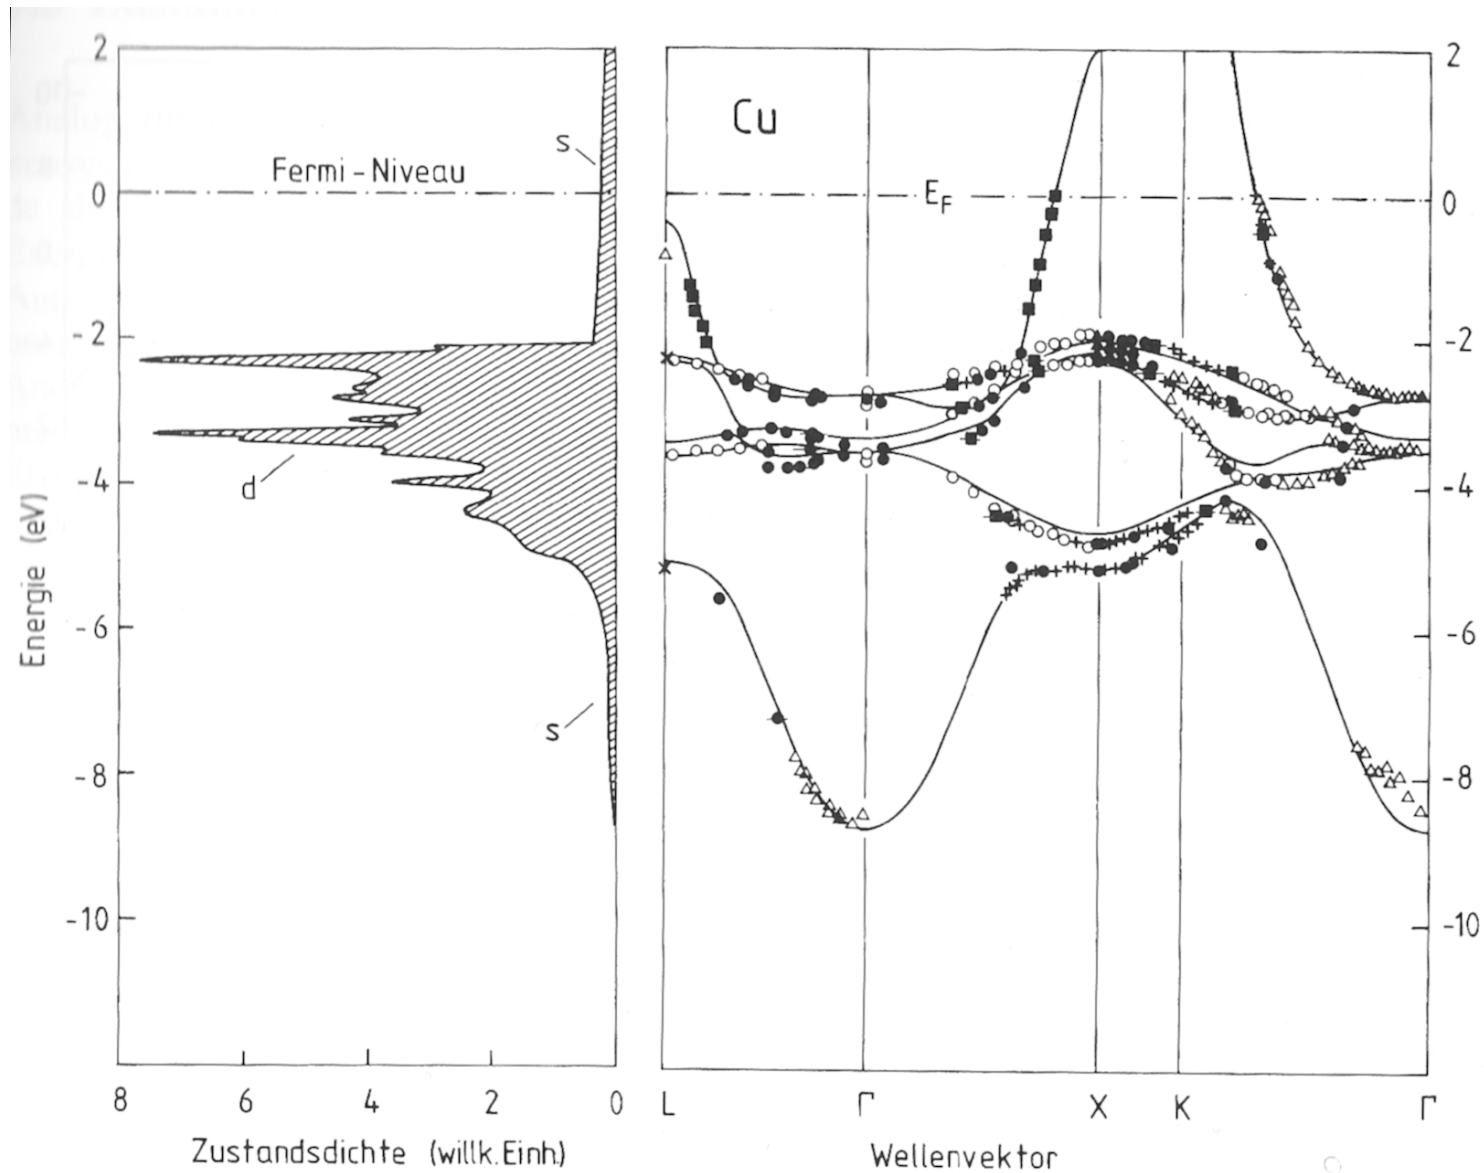 2
0
-2
-4
-6
-8
-10
Energie (eV)
Fermi-Niveau
s
d
s
8 6 4 2 0
Zustandsdichte (willk. Einh.)
Cu
E_F
2
0
-2
-4
-6
-8
-10
L Γ X K Γ
Wellenvektor